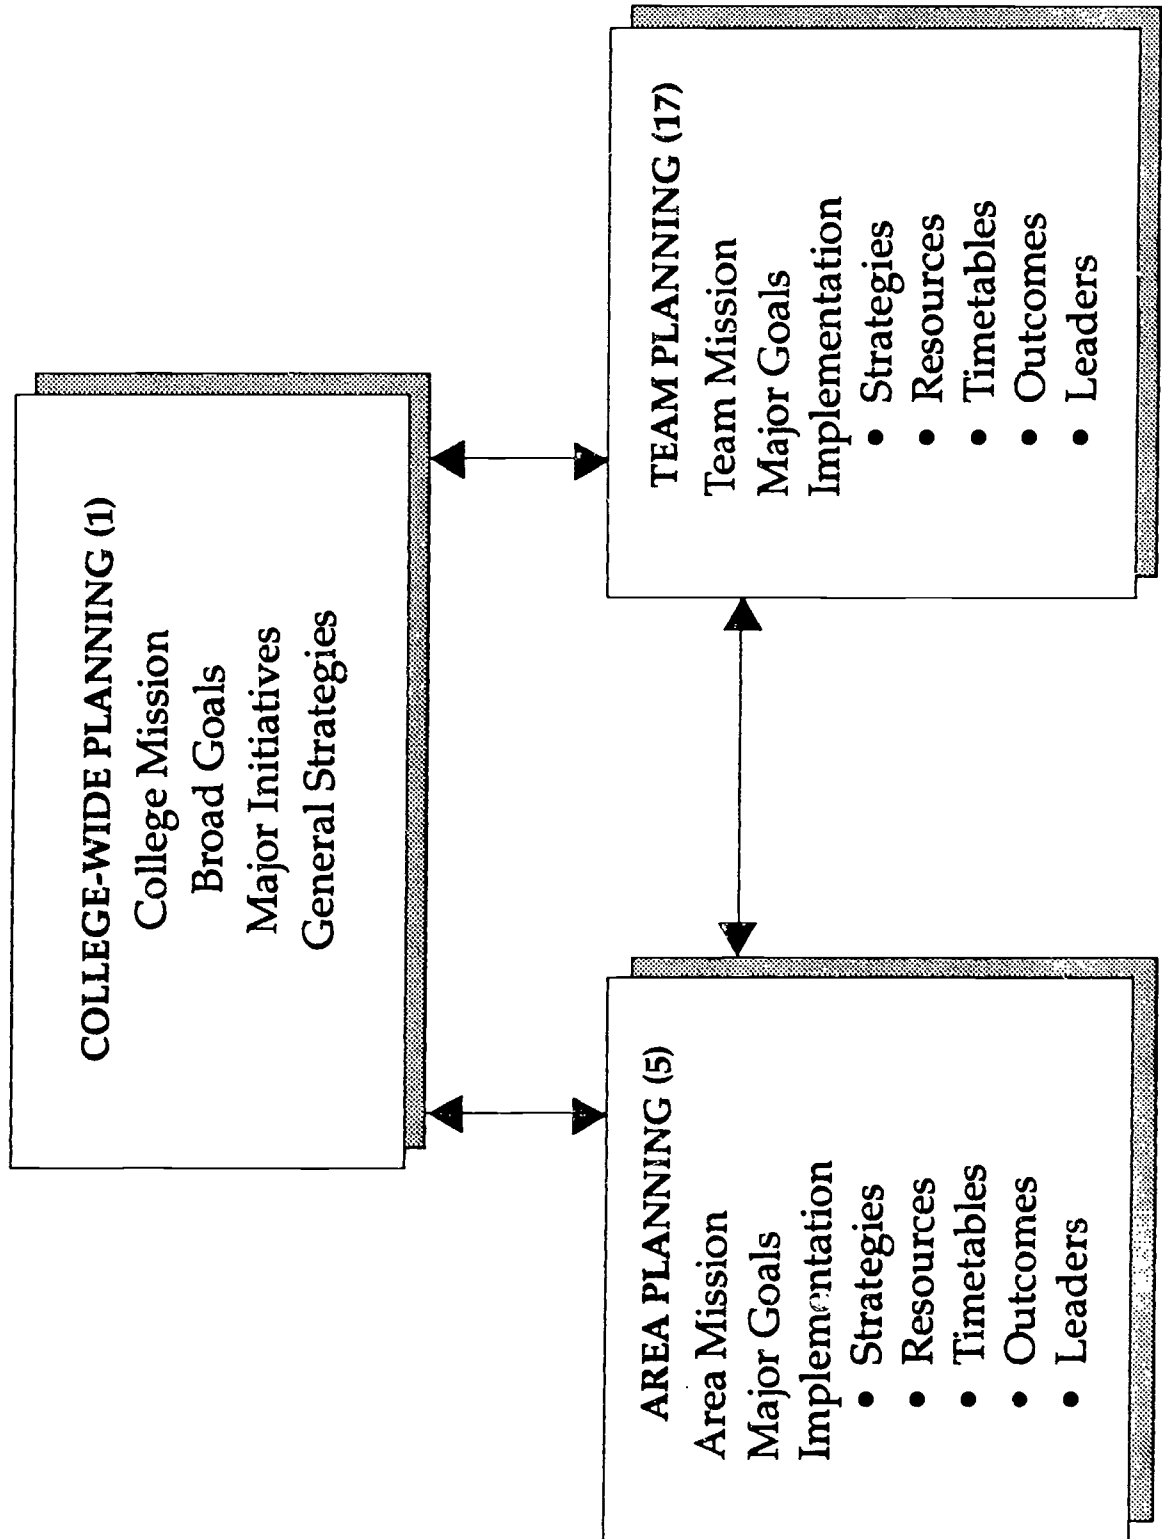 COLLEGE-WIDE PLANNING (1)
College Mission
Broad Goals
Major Initiatives
General Strategies
AREA PLANNING (5)
Area Mission
Major Goals
Implementation
• Strategies
• Resources
• Timetables
• Outcomes
• Leaders
TEAM PLANNING (17)
Team Mission
Major Goals
Implementation
• Strategies
• Resources
• Timetables
• Outcomes
• Leaders